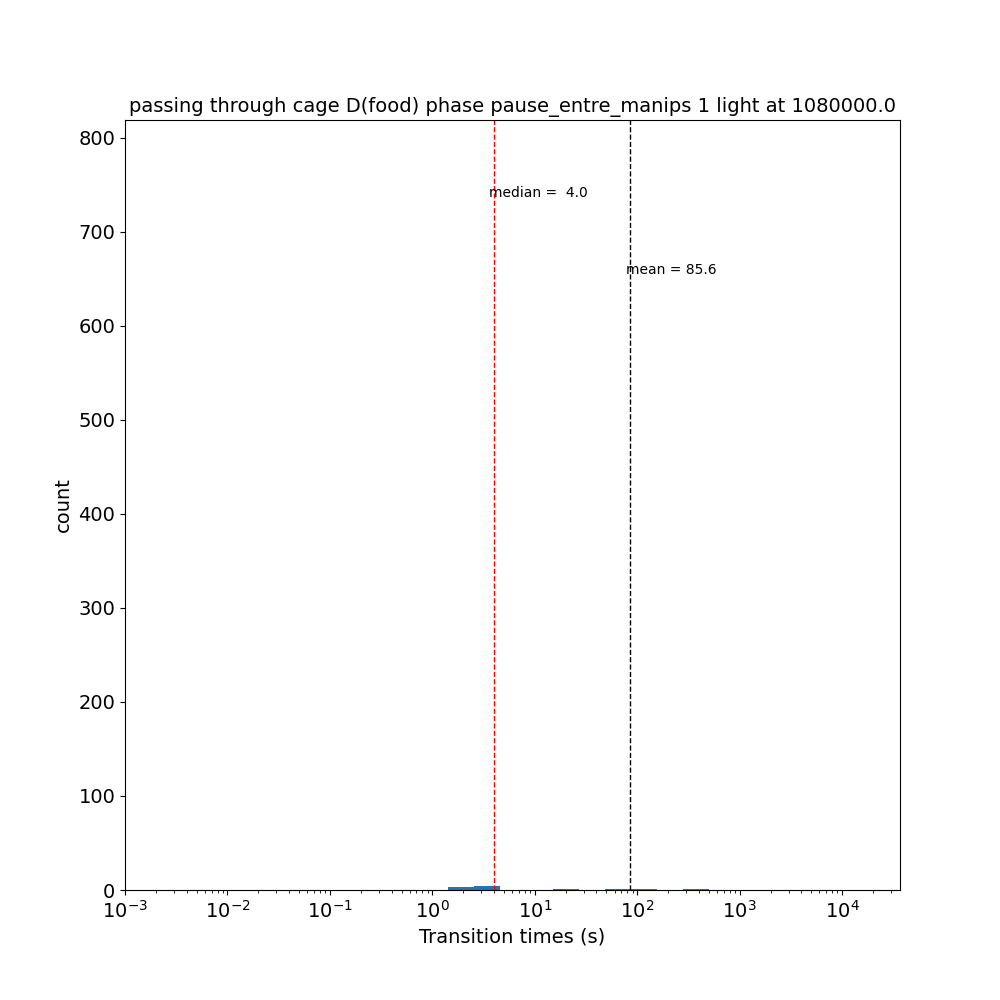 passing through cage D(food) phase pause_entre_manips 1 light at 1080000.0
800
median =  4.0
700
mean = 85.6
600
500
count
400
300
200
100
0
10⁻³ 10⁻² 10⁻¹ 10⁰ 10¹ 10² 10³ 10⁴
Transition times (s)